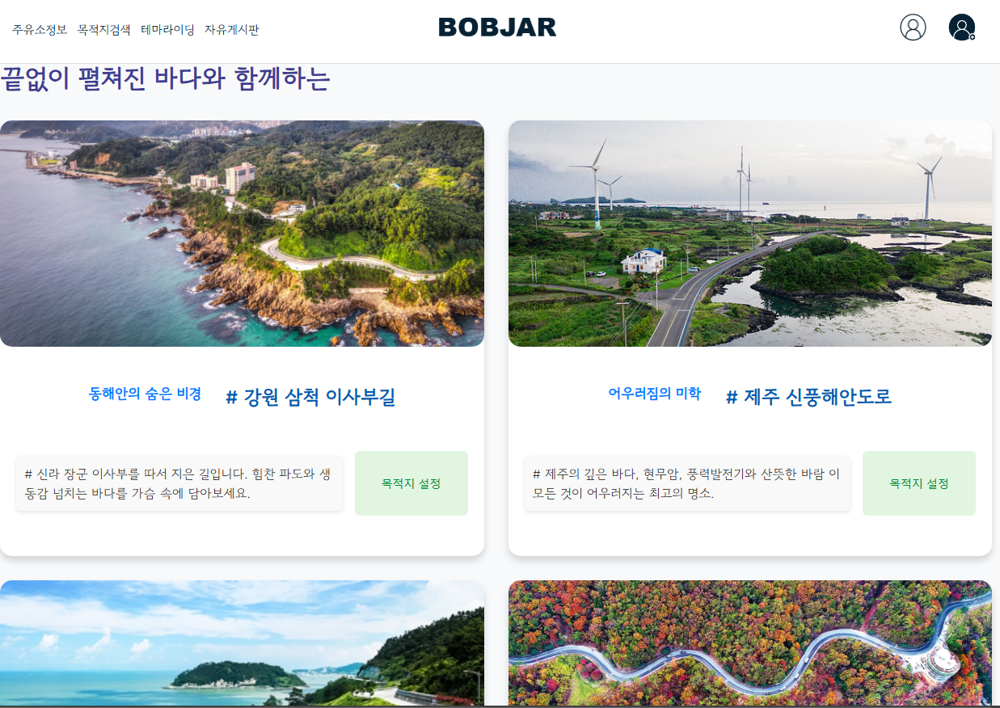 주유소정보 목적지검색 테마라이딩 자유게시판
BOBJAR
끝없이 펼쳐진 바다와 함께하는
동해안의 숨은 비경 # 강원 삼척 이사부길
# 신라 장군 이사부를 따서 지은 길입니다. 힘찬 파도와 생
동감 넘치는 바다를 가슴 속에 담아보세요.
목적지 설정
어우러짐의 미학 # 제주 신풍해안도로
# 제주의 깊은 바다, 현무암, 풍력발전기와 산뜻한 바람 이
모든 것이 어우러지는 최고의 명소.
목적지 설정